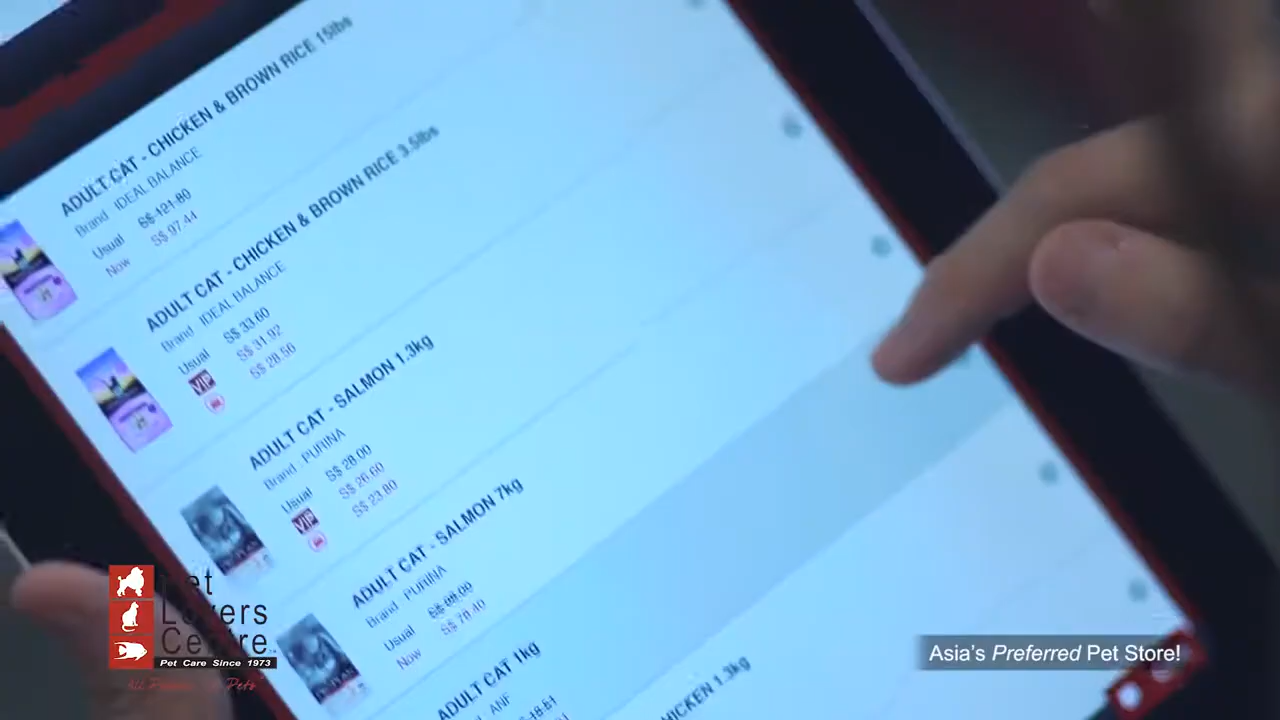 ADULT CAT - CHICKEN & BROWN RICE 15lbs
Brand IDEAL BALANCE
Usual S$ 121.80
Now S$ 97.44
ADULT CAT - CHICKEN & BROWN RICE 3.5lbs
Brand IDEAL BALANCE
Usual S$ 33.60
VIP S$ 31.92
S$ 28.56
ADULT CAT - SALMON 1.3kg
Brand PURINA
Usual S$ 28.00
VIP S$ 26.60
S$ 23.80
ADULT CAT - SALMON 7kg
Brand PURINA
Usual S$
Now S$ 78.40
ADULT CAT 1kg
ANF
CHICKEN 1.3kg
Pet
Lovers
Centre
Pet Care Since 1973
Asia's Preferred Pet Store!